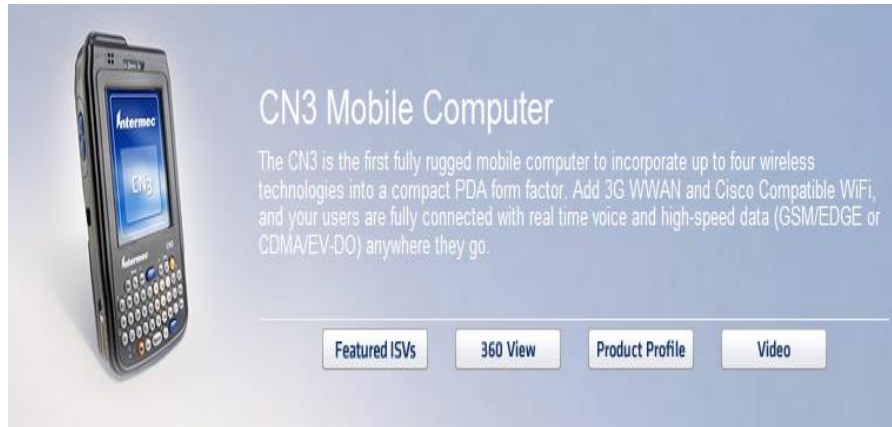 Intermec
CN3
Intermec
CN3
CN3 Mobile Computer
The CN3 is the first fully rugged mobile computer to incorporate up to four wireless
technologies into a compact PDA form factor. Add 3G WWAN and Cisco Compatible WiFi,
and your users are fully connected with real time voice and high-speed data (GSM/EDGE or
CDMA/EV-DO) anywhere they go.
Featured ISVs
360 View
Product Profile
Video